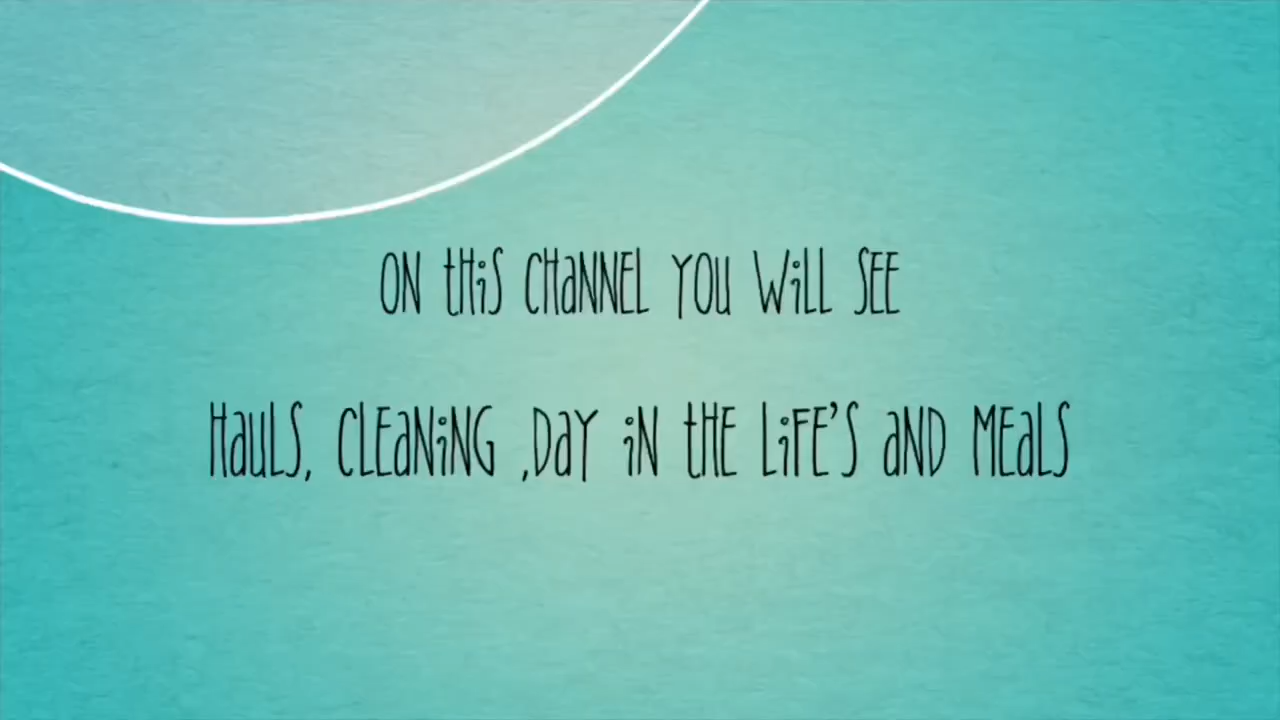 ON tHiS CHaNNEL YOU WiLL SEE
HauLS, CLEaNiNG ,DaY iN tHE LiFE'S aND MEaLS